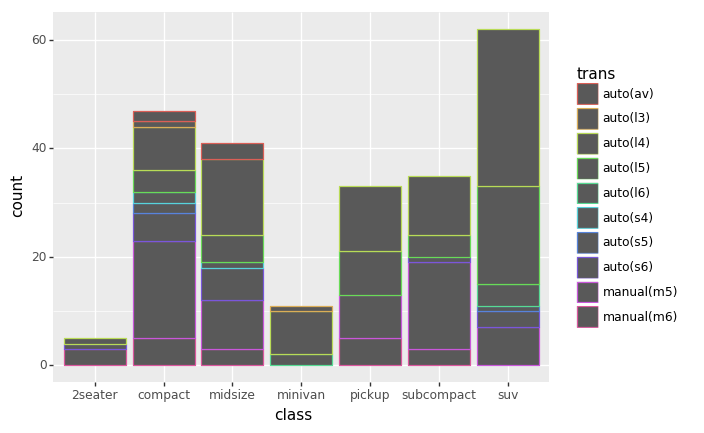 60
40
20
0
count
2seater compact midsize minivan pickup subcompact suv
class
trans
auto(av)
auto(l3)
auto(l4)
auto(l5)
auto(l6)
auto(s4)
auto(s5)
auto(s6)
manual(m5)
manual(m6)